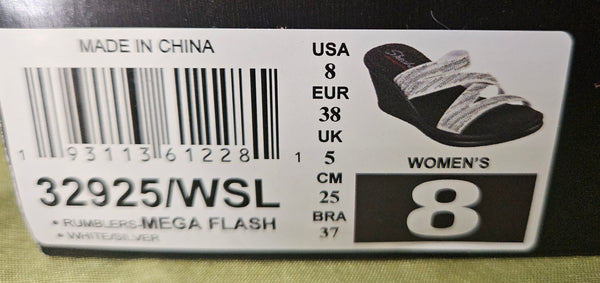 MADE IN CHINA
1 93113 61228 1
32925/WSL
• RUMBLERS-MEGA FLASH
• WHITE/SILVER
USA
8
EUR
38
UK
5
CM
25
BRA
37
Skechers
WOMEN'S
8